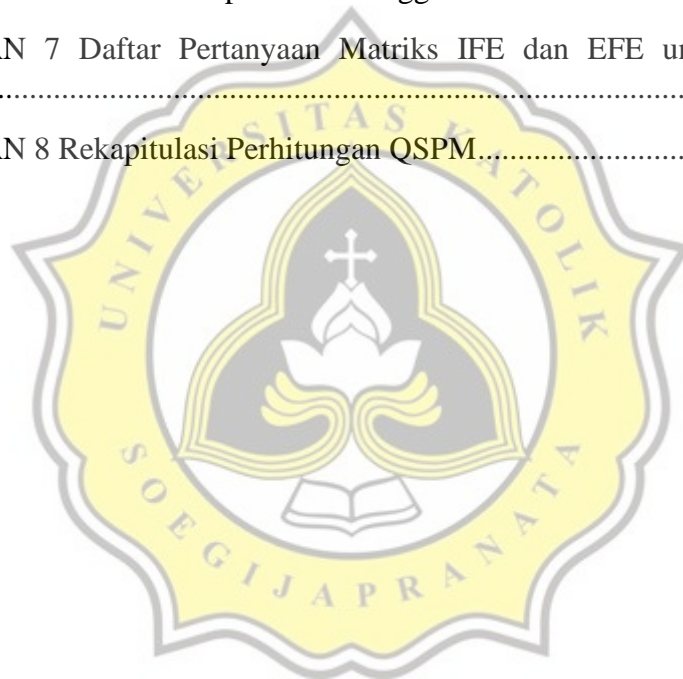 AN 7 Daftar Pertanyaan Matriks IFE dan EFE un
.........................................................................................................
AN 8 Rekapitulasi Perhitungan QSPM........................
UNIVERSITAS KATOLIK
SOEGIJAPRANATA